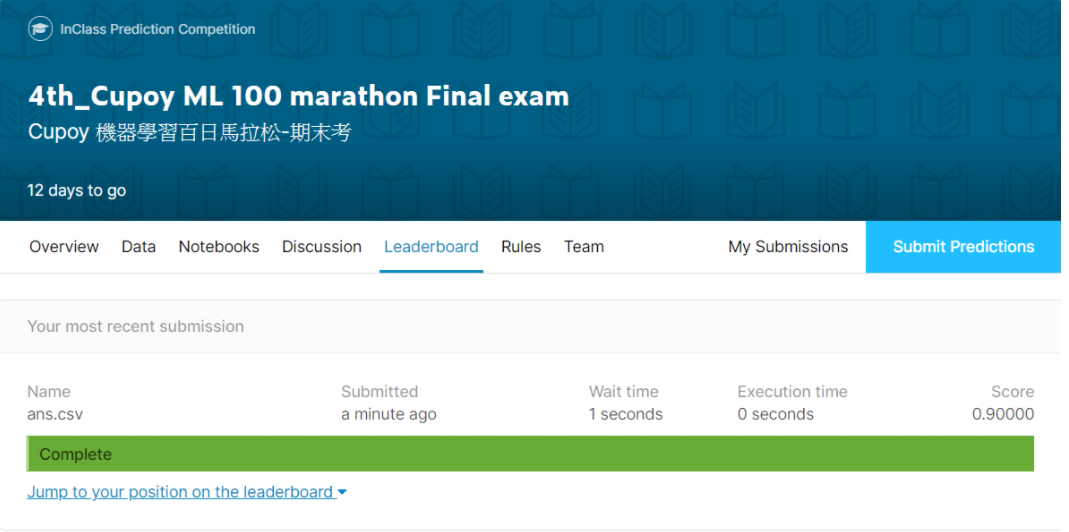 InClass Prediction Competition
4th_Cupoy ML 100 marathon Final exam
Cupoy 機器學習百日馬拉松-期末考
12 days to go
Overview Data Notebooks Discussion Leaderboard Rules Team My Submissions Submit Predictions
Your most recent submission
Name Submitted Wait time Execution time Score
ans.csv a minute ago 1 seconds 0 seconds 0.90000
Complete
Jump to your position on the leaderboard